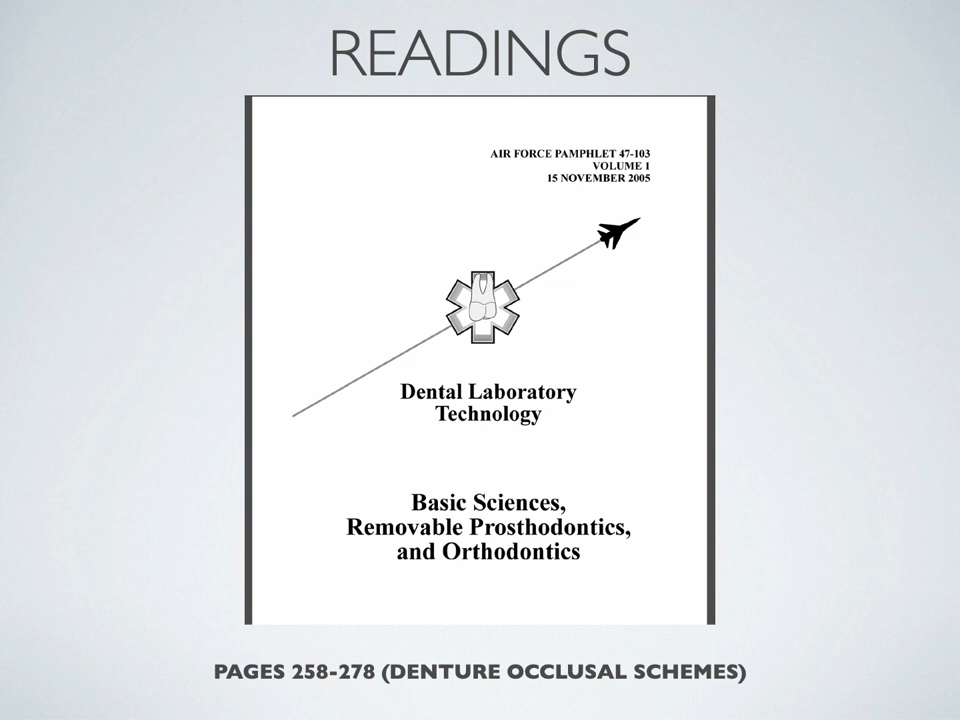 READINGS
AIR FORCE PAMPHLET 47-103
VOLUME 1
15 NOVEMBER 2005
Dental Laboratory
Technology
Basic Sciences,
Removable Prosthodontics,
and Orthodontics
PAGES 258-278 (DENTURE OCCLUSAL SCHEMES)